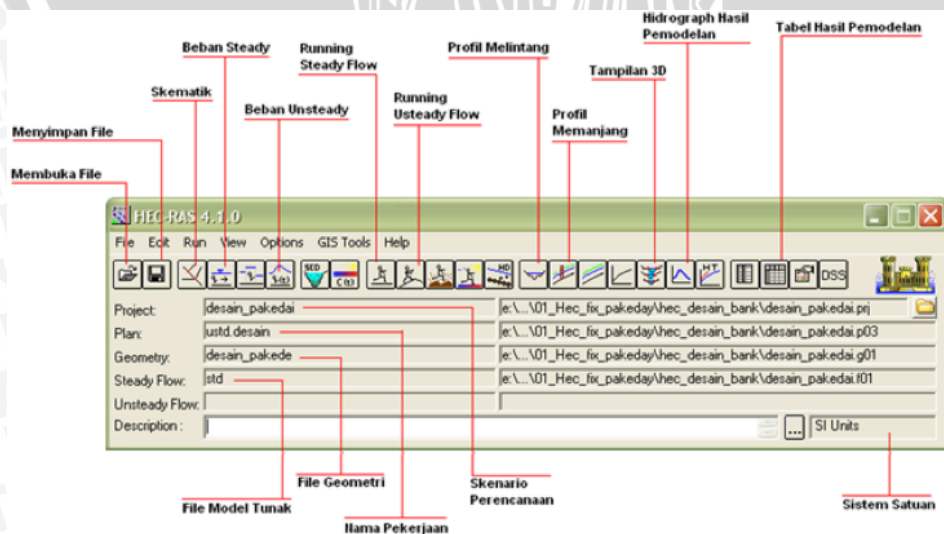 Hidrograph Hasil
Pemodelan
Tabel Hasil Pemodelan
Beban Steady
Running
Steady Flow
Profil Melintang
Tampilan 3D
Skematik
Beban Unsteady
Running
Usteady Flow
Profil
Memanjang
Menyimpan File
Membuka File
HEC-RAS 4.1.0
File Edit Run View Options GIS Tools Help
SED C(t) S(t) HD HT DSS
Project: desain_pakedai e:\...\01_Hec_fix_pakeday\hec_desain_bank\desain_pakedai.prj
Plan: ustd.desain e:\...\01_Hec_fix_pakeday\hec_desain_bank\desain_pakedai.p03
Geometry: desain_pakede e:\...\01_Hec_fix_pakeday\hec_desain_bank\desain_pakedai.g01
Steady Flow: std e:\...\01_Hec_fix_pakeday\hec_desain_bank\desain_pakedai.f01
Unsteady Flow:
Description : ... SI Units
File Geometri
Skenario
Perencanaan
File Model Tunak
Sistem Satuan
Nama Pekerjaan